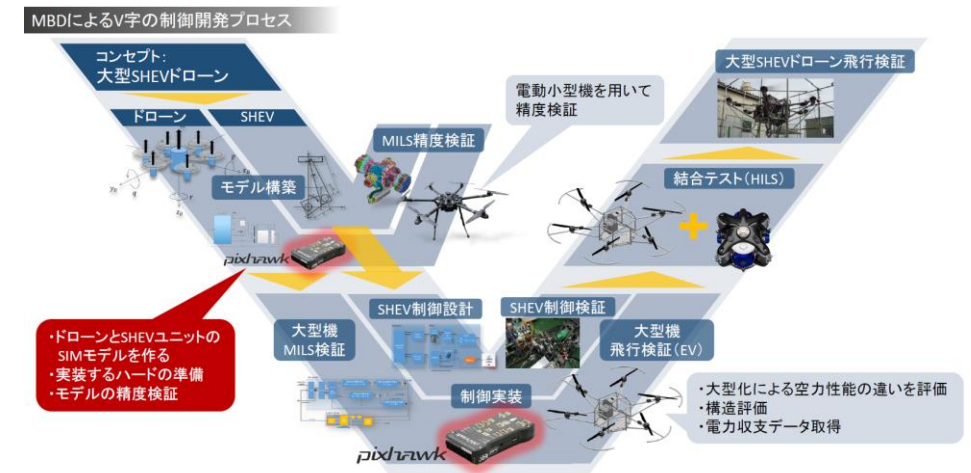 MBDによるV字の制御開発プロセス
コンセプト:
大型SHEVドローン
ドローン
SHEV
モデル構築
pixhawk
MILS精度検証
電動小型機を用いて
精度検証
大型SHEVドローン飛行検証
結合テスト(HILS)
・ドローンとSHEVユニットの
SIMモデルを作る
・実装するハードの準備
・モデルの精度検証
大型機
MILS検証
SHEV制御設計
SHEV制御検証
大型機
飛行検証(EV)
制御実装
pixhawk
・大型化による空力性能の違いを評価
・構造評価
・電力収支データ取得